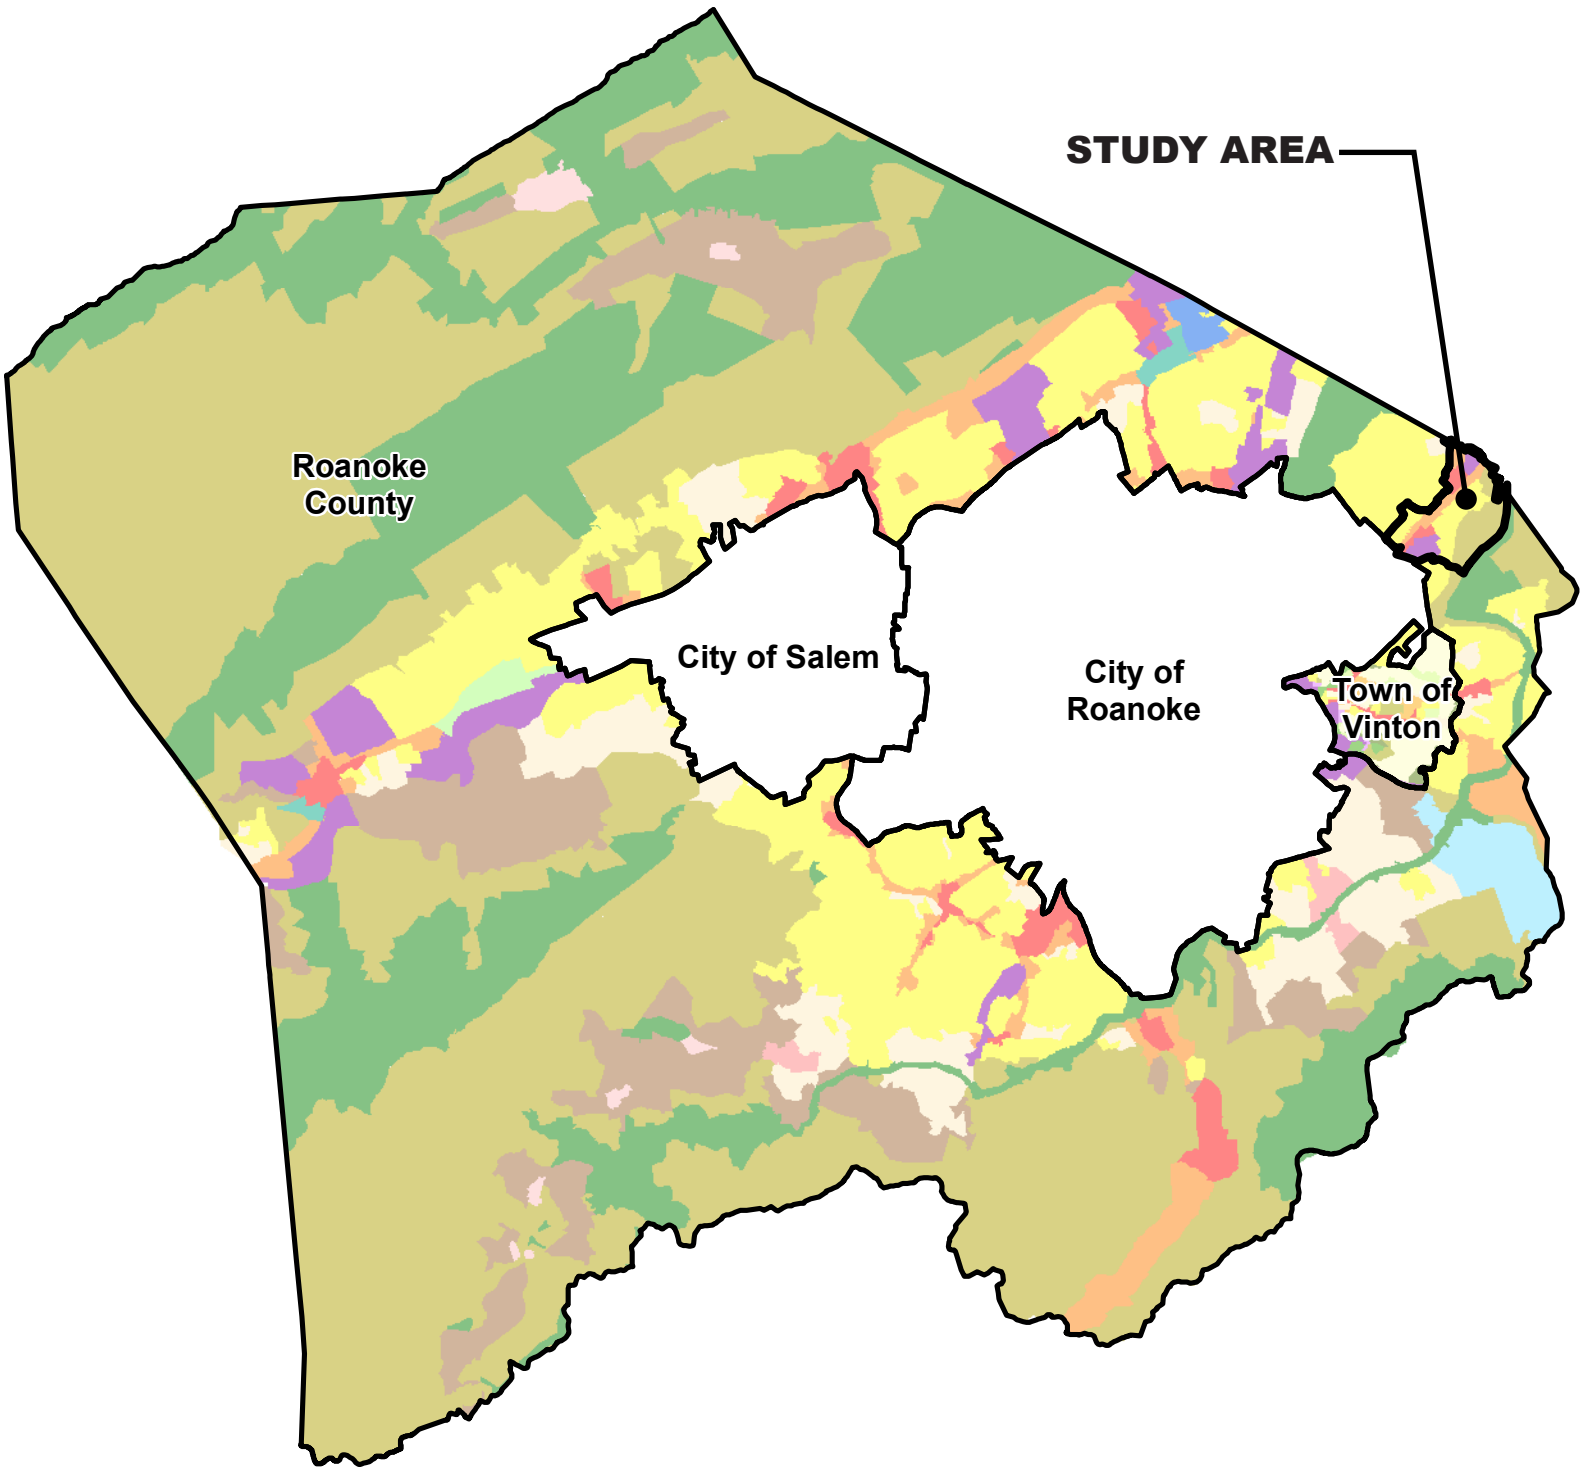 STUDY AREA
Roanoke
County
City of Salem
City of
Roanoke
Town of
Vinton